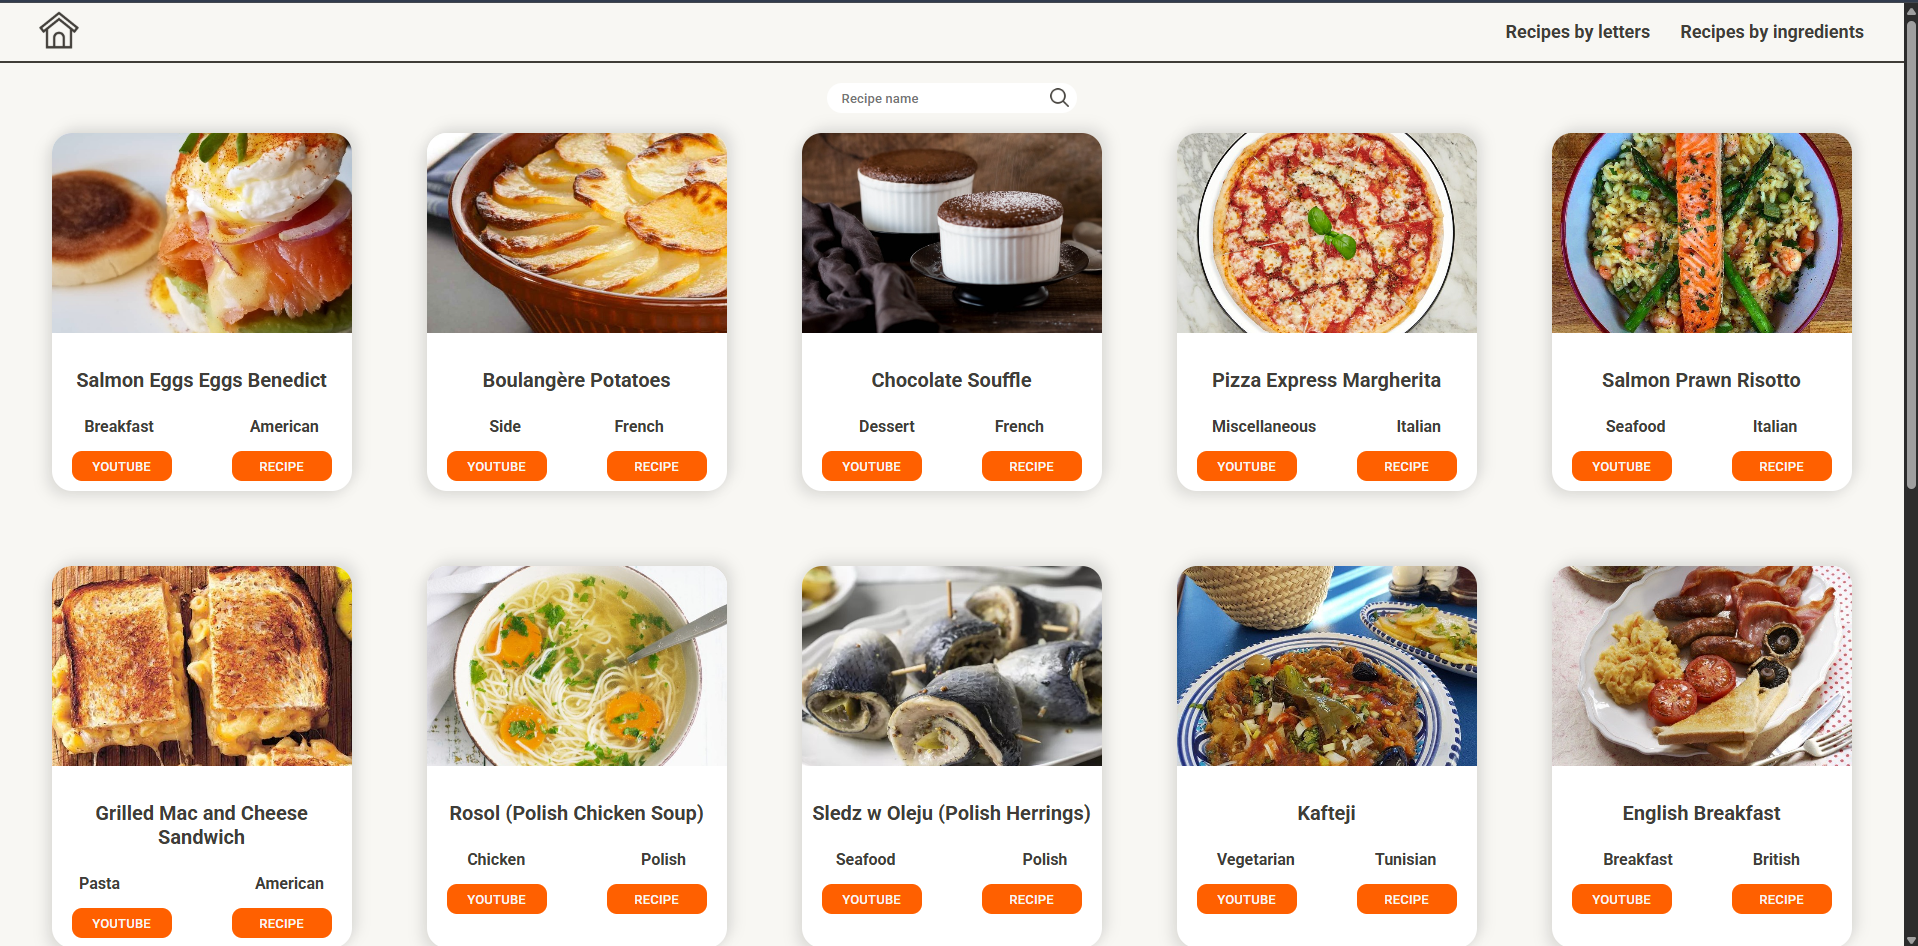 Recipes by letters Recipes by ingredients
Recipe name
Salmon Eggs Eggs Benedict
Breakfast American
YOUTUBE RECIPE
Boulangère Potatoes
Side French
YOUTUBE RECIPE
Chocolate Souffle
Dessert French
YOUTUBE RECIPE
Pizza Express Margherita
Miscellaneous Italian
YOUTUBE RECIPE
Salmon Prawn Risotto
Seafood Italian
YOUTUBE RECIPE
Grilled Mac and Cheese
Sandwich
Pasta American
YOUTUBE RECIPE
Rosol (Polish Chicken Soup)
Chicken Polish
YOUTUBE RECIPE
Sledz w Oleju (Polish Herrings)
Seafood Polish
YOUTUBE RECIPE
Kafteji
Vegetarian Tunisian
YOUTUBE RECIPE
English Breakfast
Breakfast British
YOUTUBE RECIPE